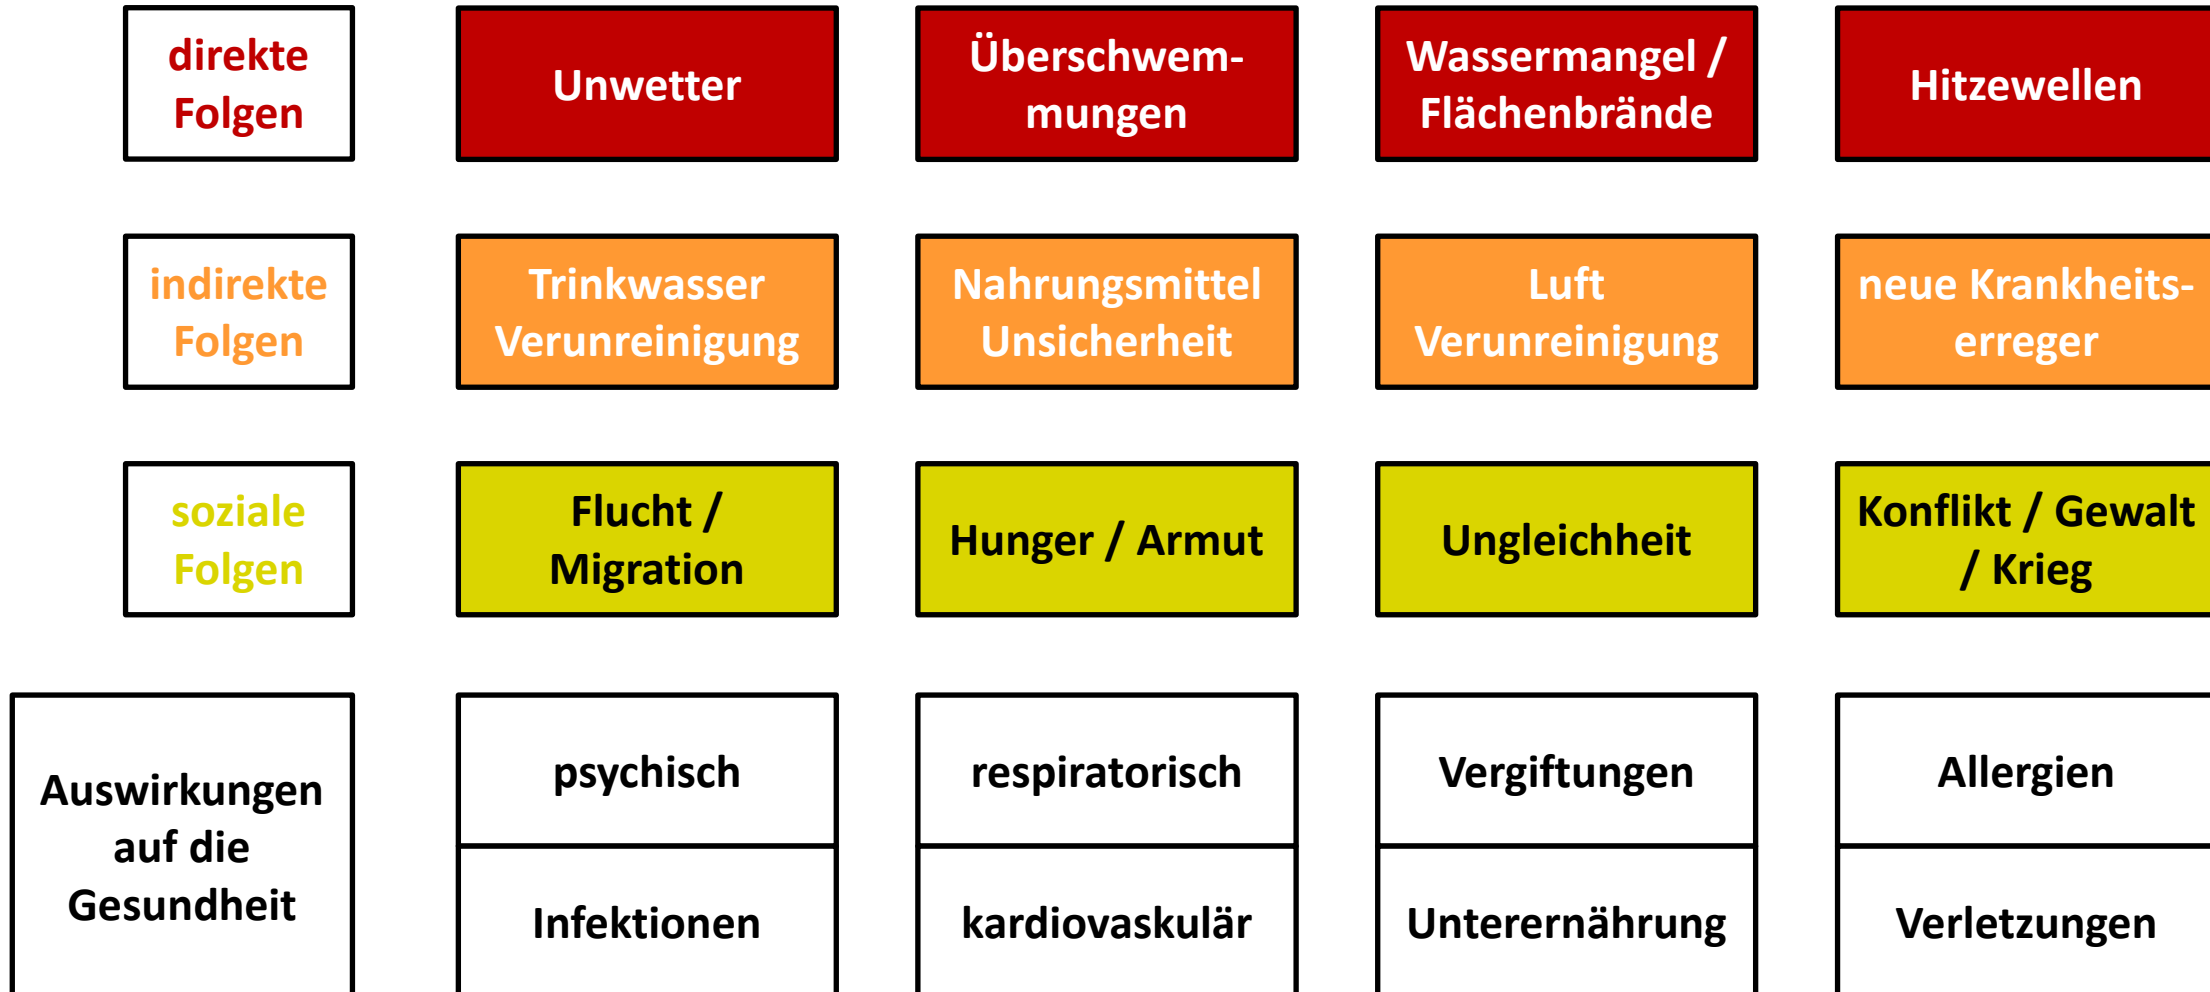 direkte
Folgen
Unwetter
Überschwem-
mungen
Wassermangel /
Flächenbrände
Hitzewellen
indirekte
Folgen
Trinkwasser
Verunreinigung
Nahrungsmittel
Unsicherheit
Luft
Verunreinigung
neue Krankheits-
erreger
soziale
Folgen
Flucht /
Migration
Hunger / Armut
Ungleichheit
Konflikt / Gewalt
/ Krieg
Auswirkungen
auf die
Gesundheit
psychisch
respiratorisch
Vergiftungen
Allergien
Infektionen
kardiovaskulär
Unterernährung
Verletzungen